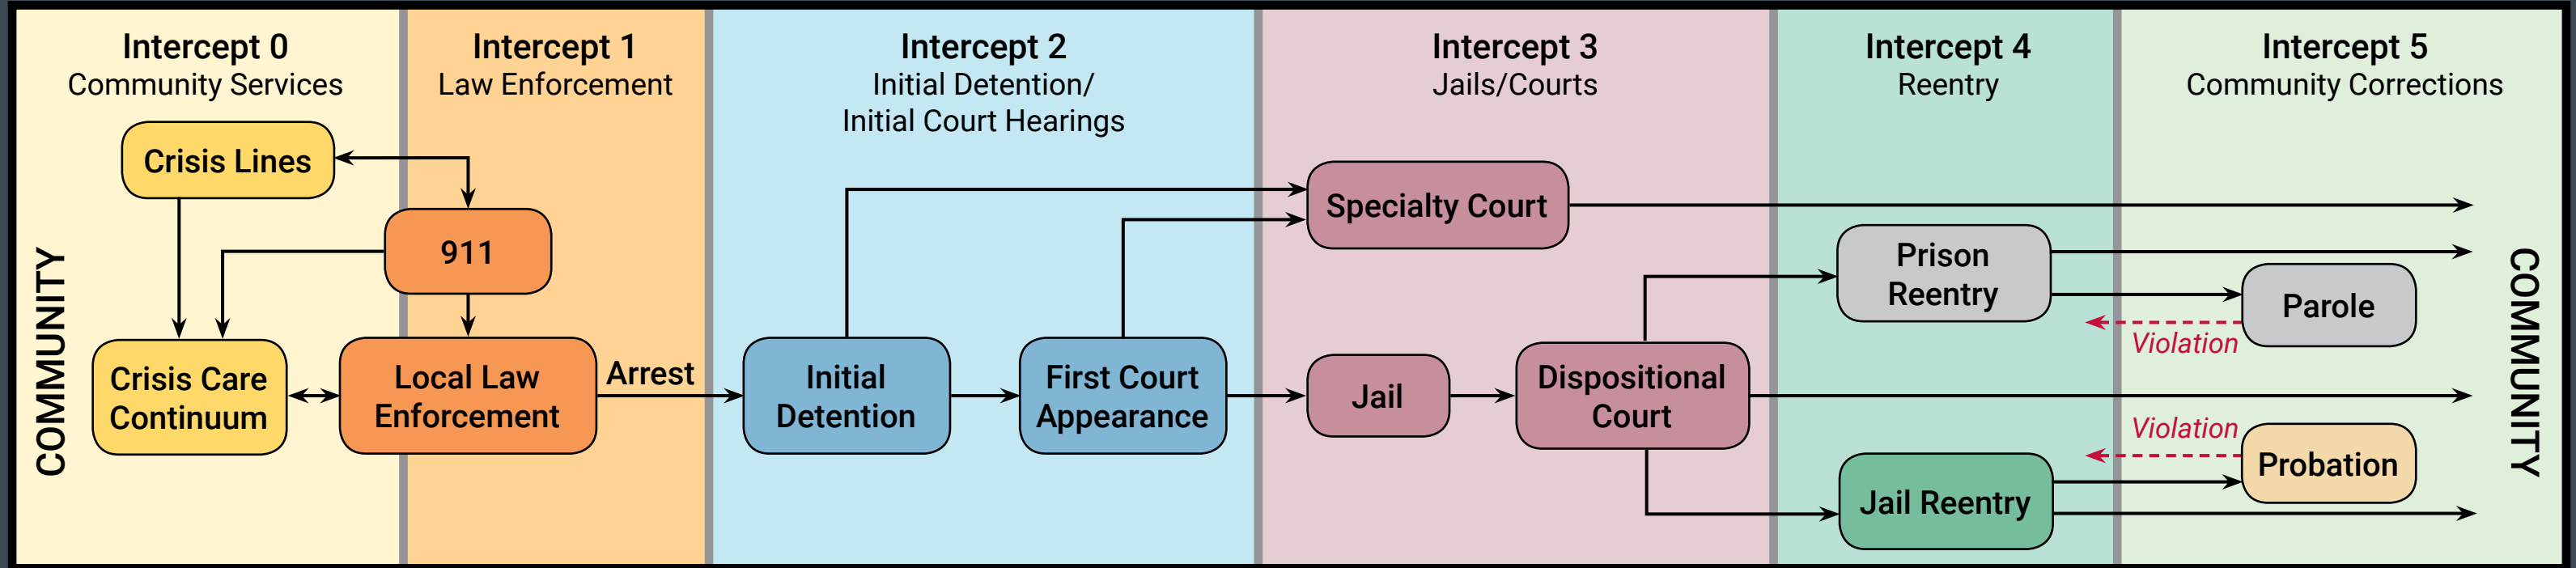 Intercept 0
Community Services
Intercept 1
Law Enforcement
Intercept 2
Initial Detention/
Initial Court Hearings
Intercept 3
Jails/Courts
Intercept 4
Reentry
Intercept 5
Community Corrections
COMMUNITY
Crisis Lines
911
Crisis Care
Continuum
Local Law
Enforcement
Arrest
Initial
Detention
First Court
Appearance
Specialty Court
Jail
Dispositional
Court
Prison
Reentry
Jail Reentry
Parole
Violation
Violation
Probation
COMMUNITY